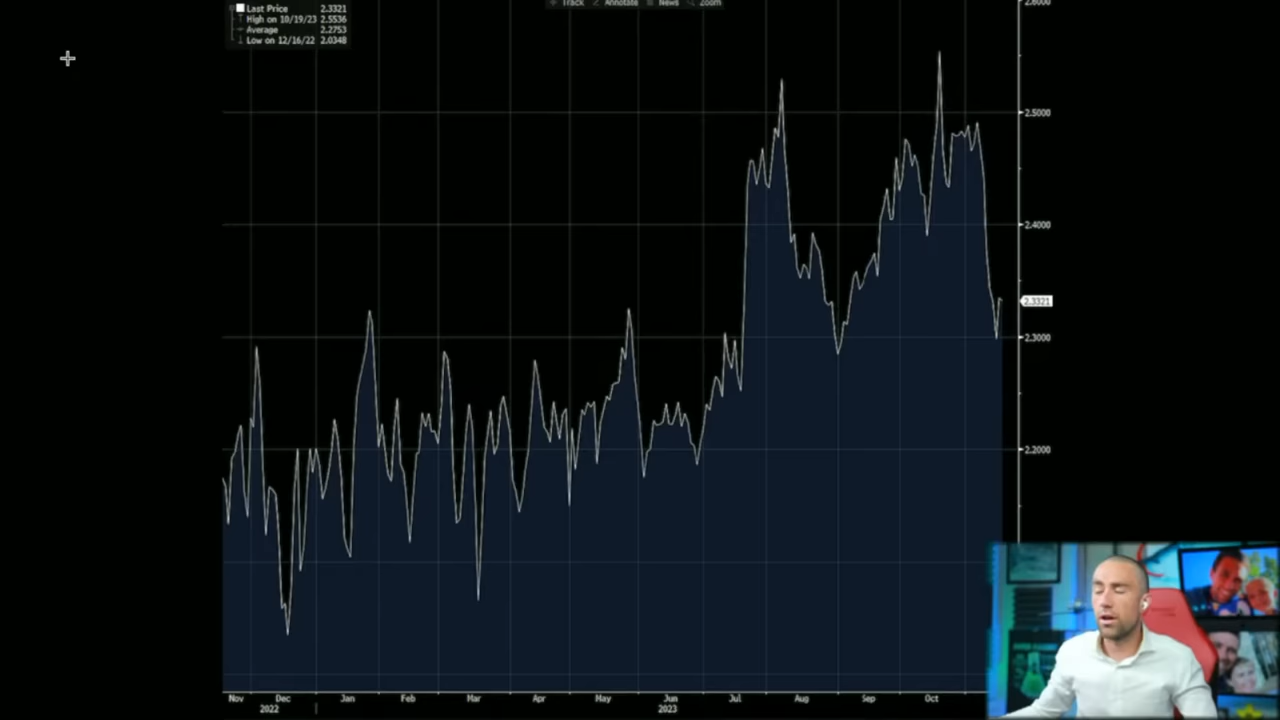 Track Annotate News Zoom
Last Price 2.3321
High on 10/19/23 2.5536
Average 2.2753
Low on 12/16/22 2.0348
2.6000
2.5000
2.4000
2.3321
2.3000
2.2000
Nov Dec Jan Feb Mar Apr May Jun Jul Aug Sep Oct
2022 2023